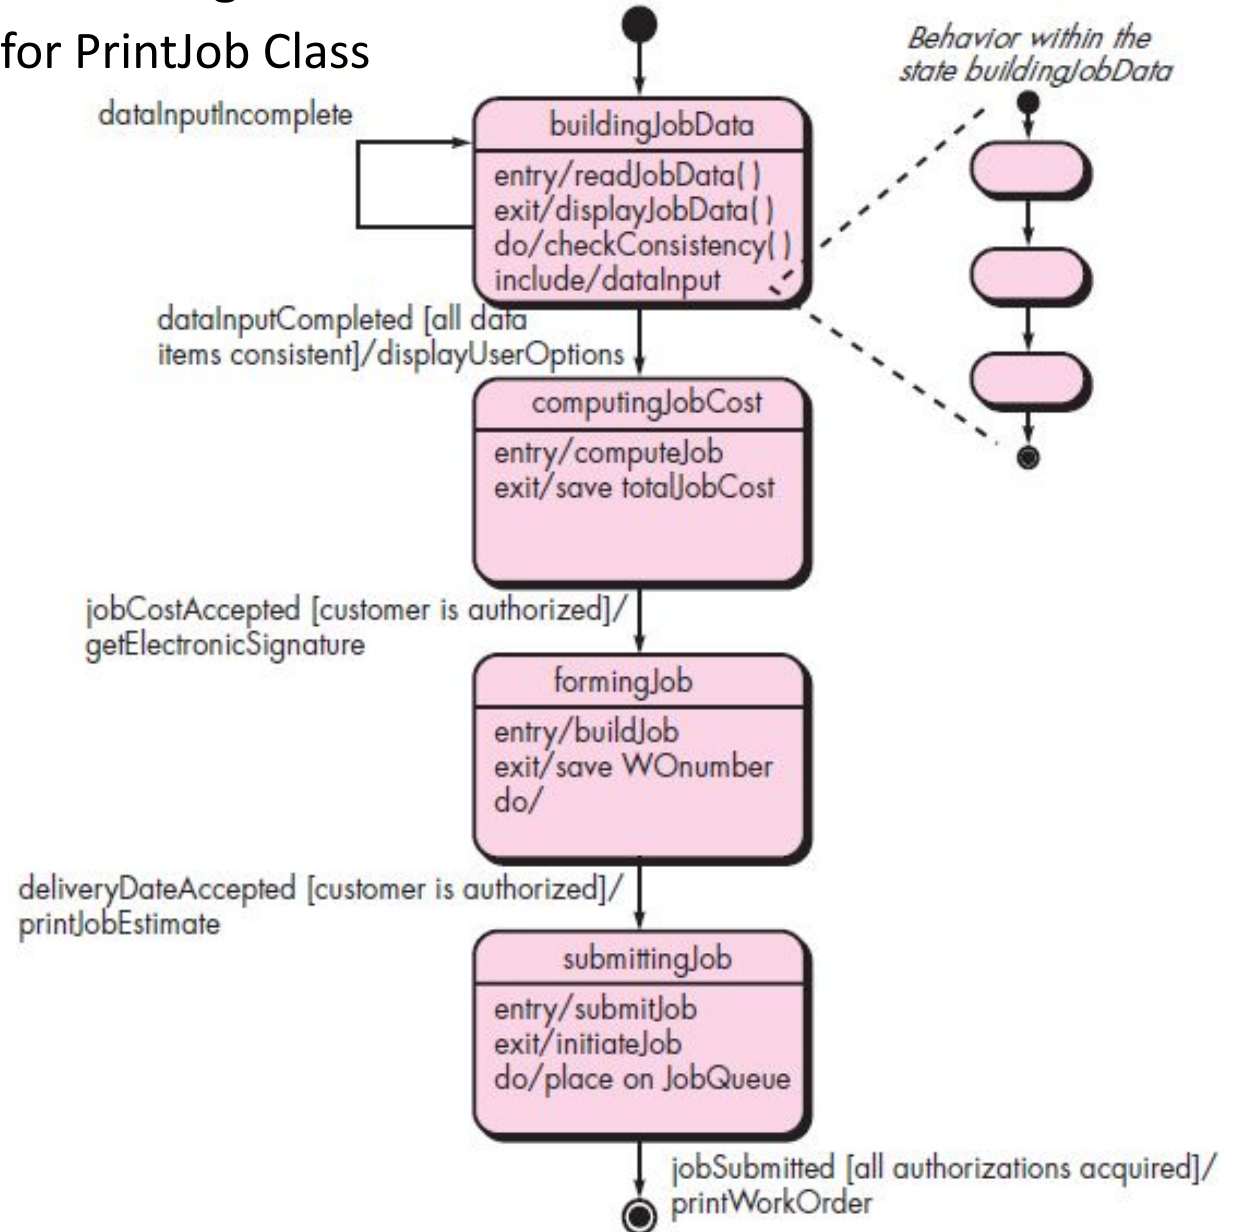 for PrintJob Class
Behavior within the
state buildingJobData
dataInputIncomplete
buildingJobData
entry/readJobData( )
exit/displayJobData( )
do/checkConsistency( )
include/dataInput
dataInputCompleted [all data
items consistent]/displayUserOptions
computingJobCost
entry/computeJob
exit/save totalJobCost
jobCostAccepted [customer is authorized]/
getElectronicSignature
formingJob
entry/buildJob
exit/save WOnumber
do/
deliveryDateAccepted [customer is authorized]/
printJobEstimate
submittingJob
entry/submitJob
exit/initiateJob
do/place on JobQueue
jobSubmitted [all authorizations acquired]/
printWorkOrder